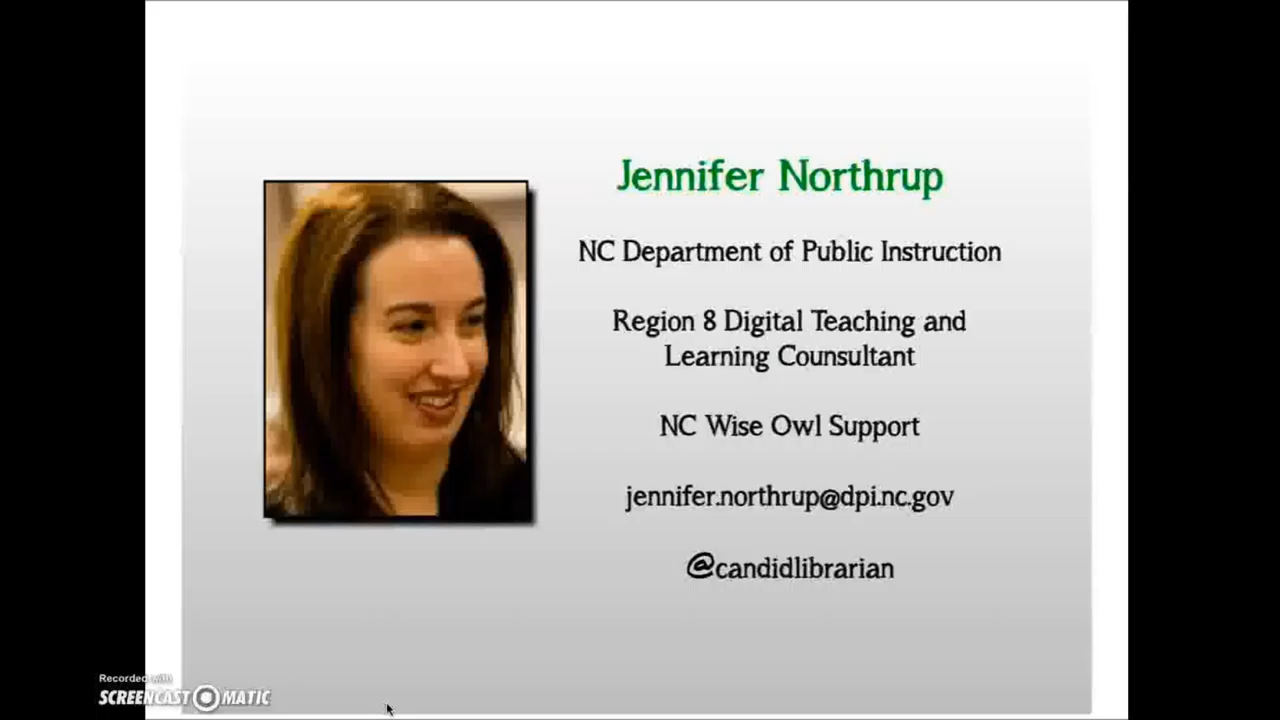 Jennifer Northrup
NC Department of Public Instruction
Region 8 Digital Teaching and
Learning Counsultant
NC Wise Owl Support
jennifer.northrup@dpi.nc.gov
@candidlibrarian
Recorded with
SCREENCAST MATIC